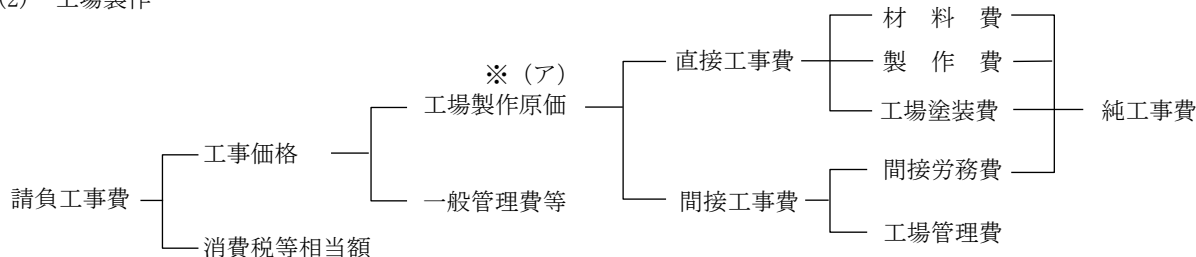 (2) 工場製作
材 料 費
製 作 費
工場塗装費
純工事費
直接工事費
※（ア）
工場製作原価
工事価格
間接労務費
請負工事費
一般管理費等
間接工事費
工場管理費
消費税等相当額